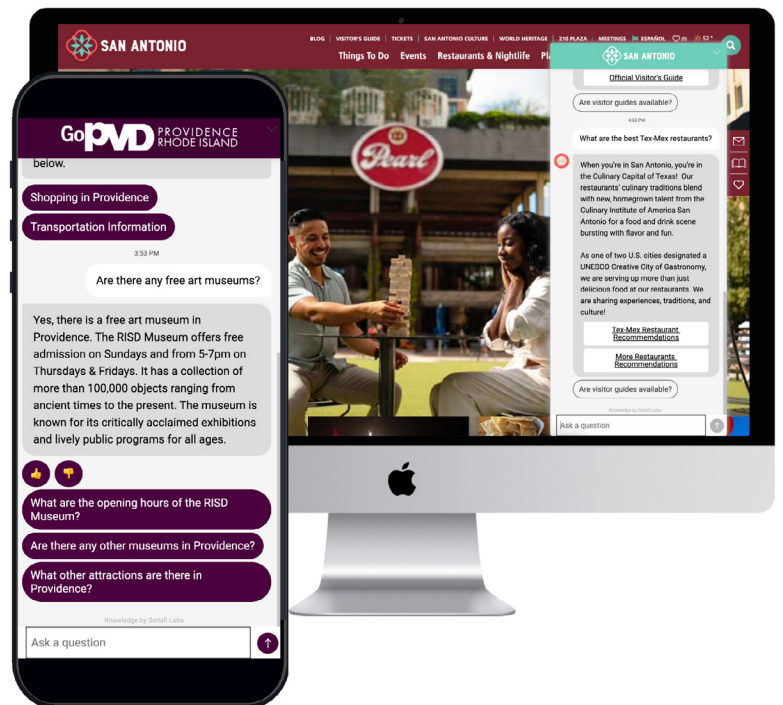 SAN ANTONIO
BLOG | VISITOR'S GUIDE | TICKETS | SAN ANTONIO CULTURE | WORLD HERITAGE | 210 PLAZA | MEETINGS ESPAÑOL (0) 52°
Things To Do Events Restaurants & Nightlife Pl
SAN ANTONIO
Official Visitor's Guide
Are visitor guides available?
4:55 PM
What are the best Tex-Mex restaurants?
When you're in San Antonio, you're in
the Culinary Capital of Texas! Our
restaurants' culinary traditions blend
with new, homegrown talent from the
Culinary Institute of America San
Antonio for a food and drink scene
bursting with flavor and fun.
As one of two U.S. cities designated a
UNESCO Creative City of Gastronomy,
we are serving up more than just
delicious food at our restaurants. We
are sharing experiences, traditions, and
culture!
Tex-Mex Restaurant
Recommendations
More Restaurants
Recommendations
Are visitor guides available?
Knowledge by Satisfi Labs
Ask a question
Pearl
GoPVD PROVIDENCE
RHODE ISLAND
below.
Shopping in Providence
Transportation Information
3:53 PM
Are there any free art museums?
Yes, there is a free art museum in
Providence. The RISD Museum offers free
admission on Sundays and from 5-7pm on
Thursdays & Fridays. It has a collection of
more than 100,000 objects ranging from
ancient times to the present. The museum is
known for its critically acclaimed exhibitions
and lively public programs for all ages.
What are the opening hours of the RISD
Museum?
Are there any other museums in Providence?
What other attractions are there in
Providence?
Knowledge by Satisfi Labs
Ask a question